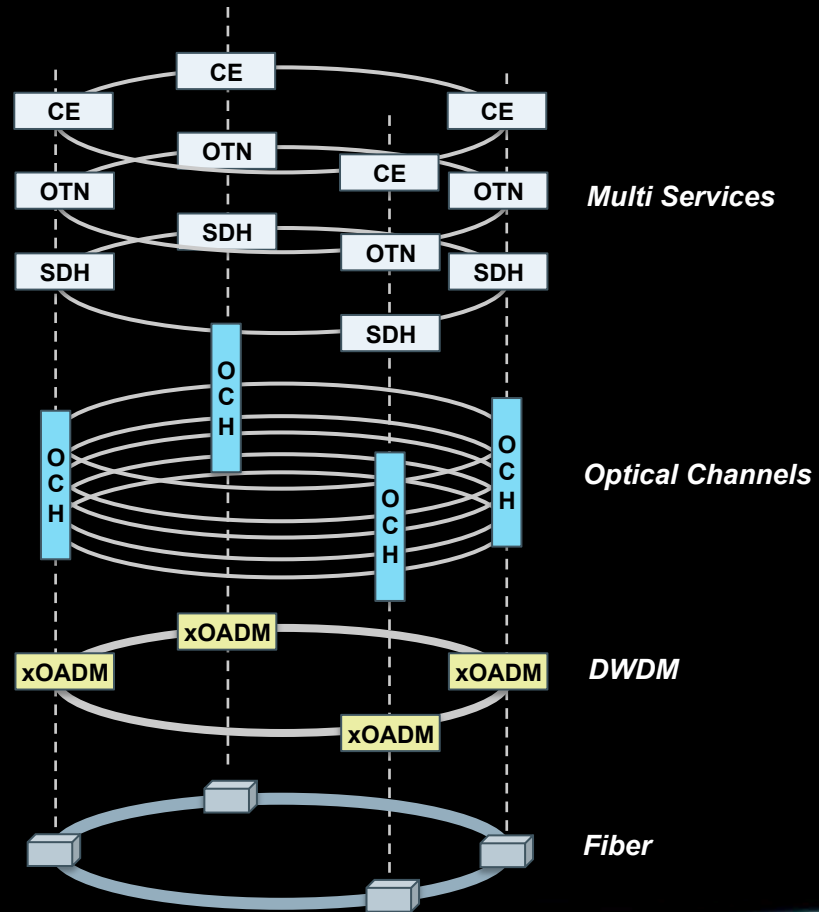 CE
CE
CE
OTN
CE
OTN
OTN
Multi Services
SDH
OTN
SDH
SDH
SDH
OCH
OCH
OCH
OCH
Optical Channels
xOADM
xOADM
xOADM
DWDM
xOADM
Fiber